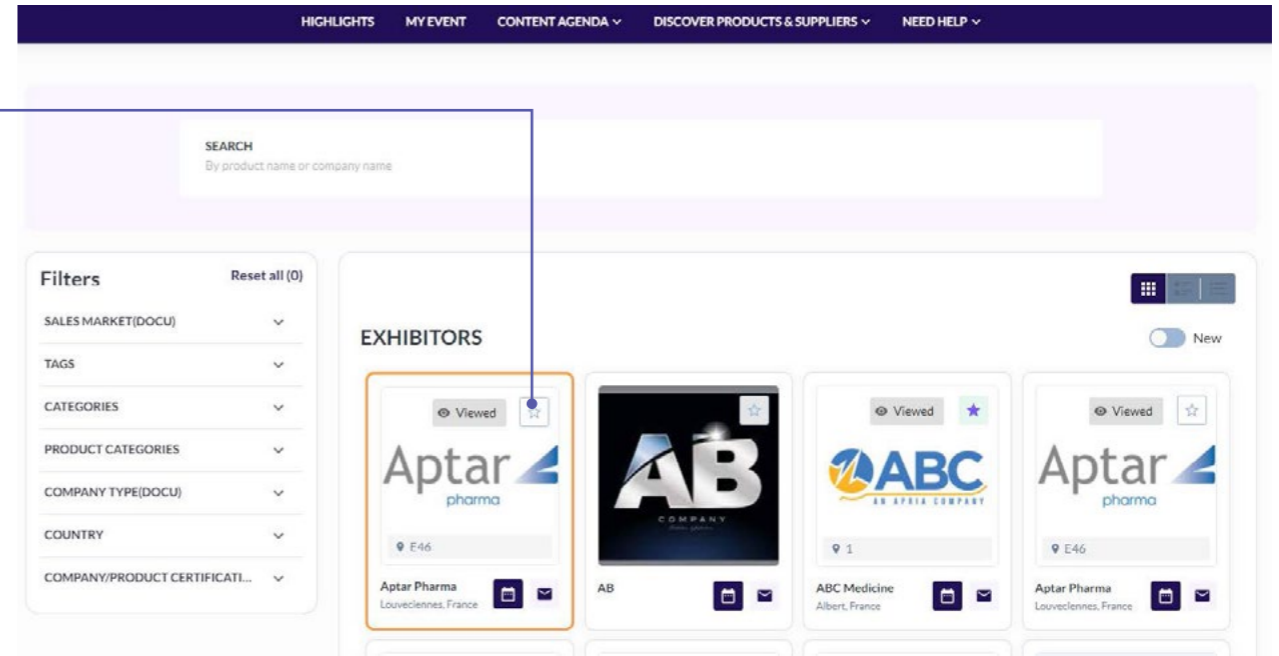 HIGHLIGHTS MY EVENT CONTENT AGENDA DISCOVER PRODUCTS & SUPPLIERS NEED HELP
SEARCH
By product name or company name
Filters Reset all (0)
SALES MARKET(DOCU)
TAGS
CATEGORIES
PRODUCT CATEGORIES
COMPANY TYPE(DOCU)
COUNTRY
COMPANY/PRODUCT CERTIFICATI...
EXHIBITORS
New
Viewed
Aptar
pharma
E46
Aptar Pharma
Louveciennes, France
AB
COMPANY
AB
Viewed
ABC
AN APRIA COMPANY
1
ABC Medicine
Albert, France
Viewed
Aptar
pharma
E46
Aptar Pharma
Louveciennes, France